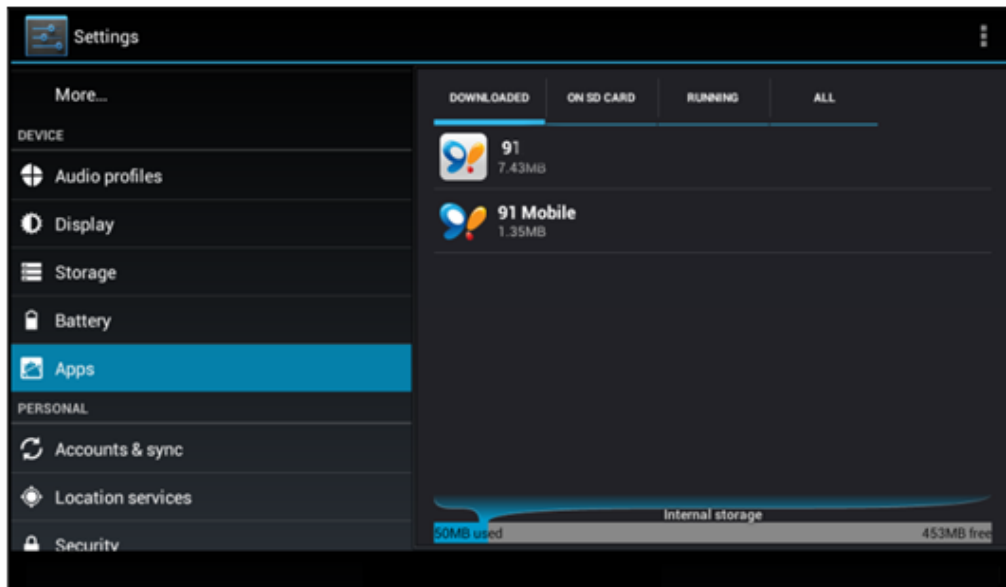 Settings
More...
DEVICE
Audio profiles
Display
Storage
Battery
Apps
PERSONAL
Accounts & sync
Location services
Security
DOWNLOADED
ON SD CARD
RUNNING
ALL
91
7.43MB
91 Mobile
1.35MB
Internal storage
50MB used
453MB free